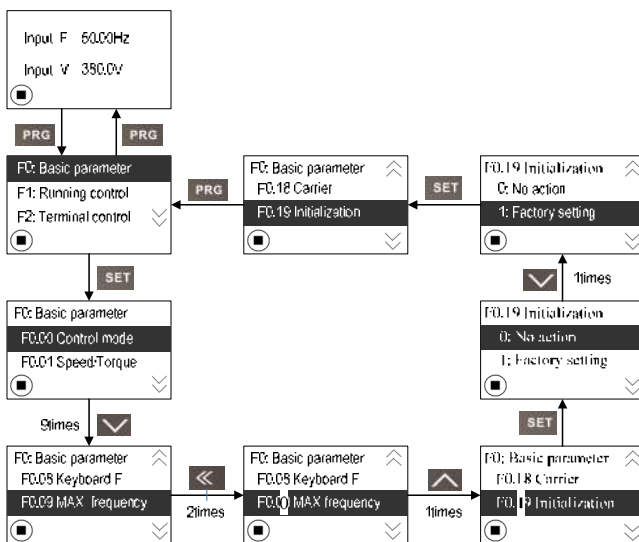 Input F 50.00Hz
Input V 380.0V
PRG
PRG
F0: Basic parameter
F1: Running control
F2: Terminal control
PRG
F0: Basic parameter
F0.18 Carrier
F0.19 Initialization
SET
F0.19 Initialization
0: No action
1: Factory setting
SET
1times
F0: Basic parameter
F0.00 Control mode
F0.01 Speed/Torque
F0.19 Initialization
0: No action
1: Factory setting
9times
SET
F0: Basic parameter
F0.08 Keyboard F
F0.09 MAX frequency
2times
F0: Basic parameter
F0.08 Keyboard F
F0.09 MAX frequency
1times
F0: Basic parameter
F0.18 Carrier
F0.19 Initialization